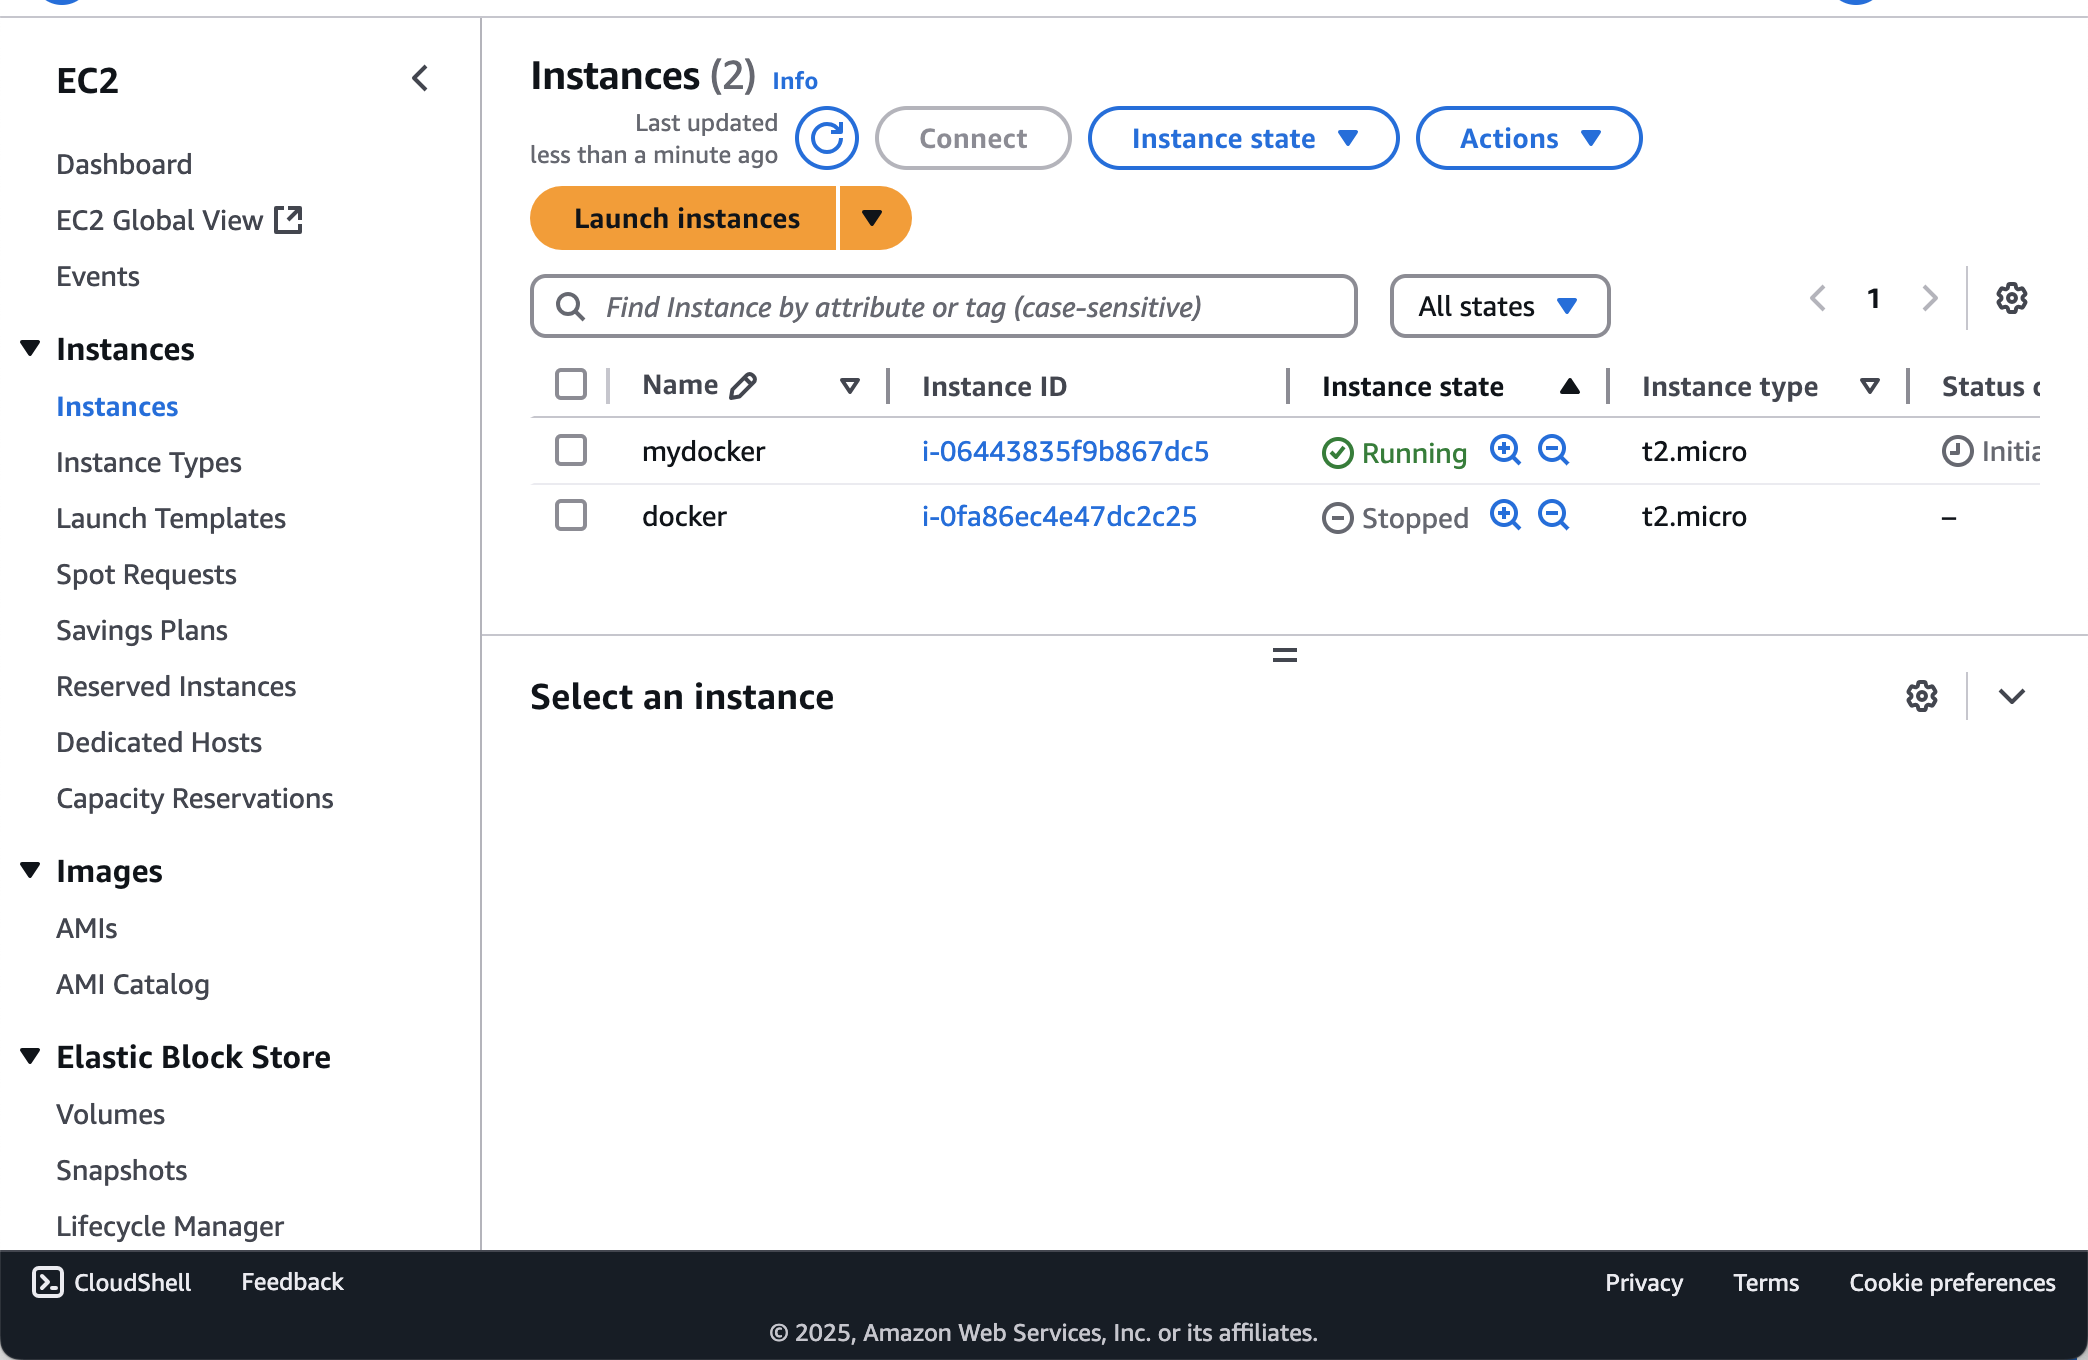 EC2
Dashboard
EC2 Global View
Events
Instances
Instances
Instance Types
Launch Templates
Spot Requests
Savings Plans
Reserved Instances
Dedicated Hosts
Capacity Reservations
Images
AMIs
AMI Catalog
Elastic Block Store
Volumes
Snapshots
Lifecycle Manager
Instances (2) Info
Last updated
less than a minute ago
Connect
Instance state
Actions
Launch instances
Find Instance by attribute or tag (case-sensitive)
All states
1
Name Instance ID Instance state Instance type Status c
mydocker i-06443835f9b867dc5 Running t2.micro Initia
docker i-0fa86ec4e47dc2c25 Stopped t2.micro –
Select an instance
CloudShell Feedback Privacy Terms Cookie preferences
© 2025, Amazon Web Services, Inc. or its affiliates.